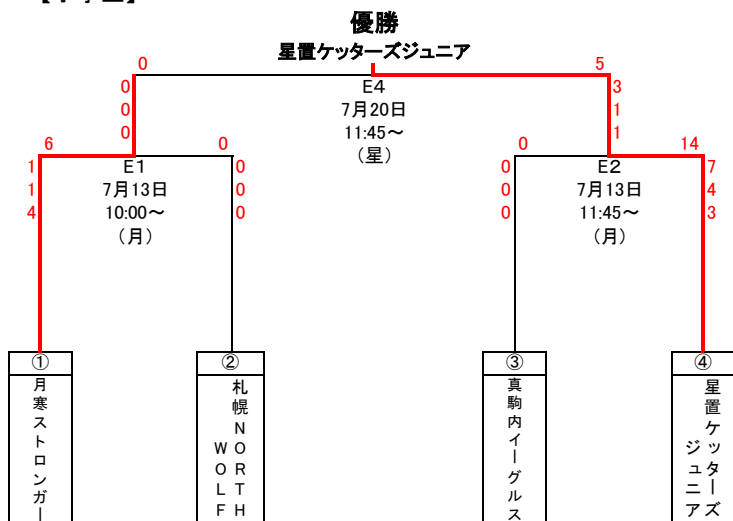 優勝
星置ケッターズジュニア
0
5
0
0
0
E4
7月20日
11:45～
(星)
3
1
1
6
0
0
14
1
1
4
E1
7月13日
10:00～
(月)
0
0
0
0
0
0
E2
7月13日
11:45～
(月)
7
4
3
①
②
③
④
月寒ストロンガー
札幌NORTH
WOLF
真駒内イーグルス
星置ケッターズ
ジュニア